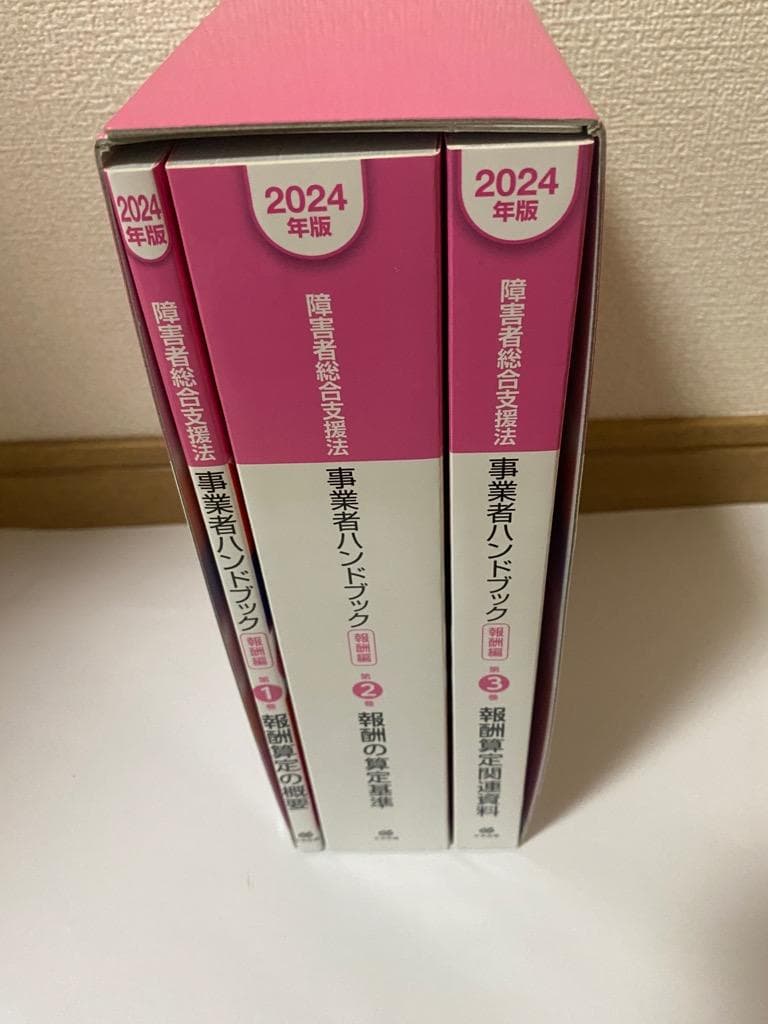 2024
年版
障害者総合支援法
事業者ハンドブック
報酬編
第
1
巻
報酬算定の概要
2024
年版
障害者総合支援法
事業者ハンドブック
報酬編
第
2
巻
報酬の算定基準
2024
年版
障害者総合支援法
事業者ハンドブック
報酬編
第
3
巻
報酬算定関連資料